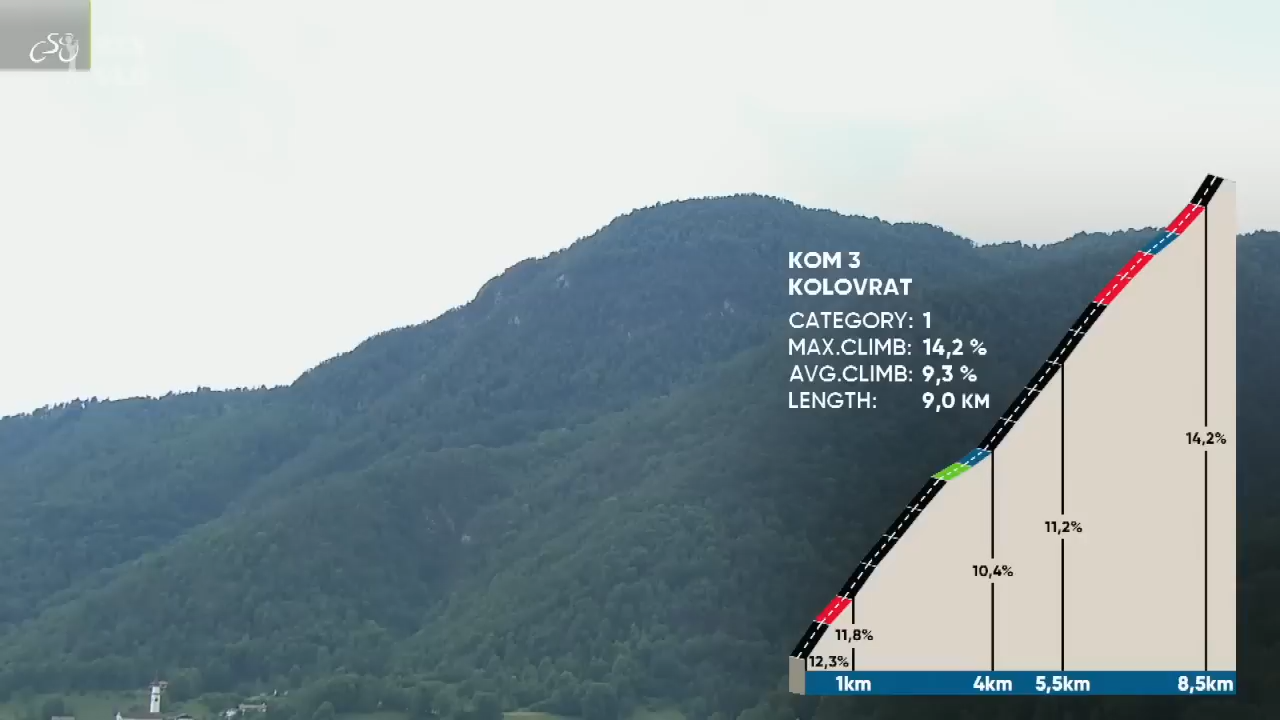 KOM 3
KOLOVRAT
CATEGORY: 1
MAX.CLIMB: 14,2 %
AVG.CLIMB: 9,3 %
LENGTH: 9,0 KM
14,2%
11,2%
10,4%
11,8%
12,3%
1km 4km 5,5km 8,5km